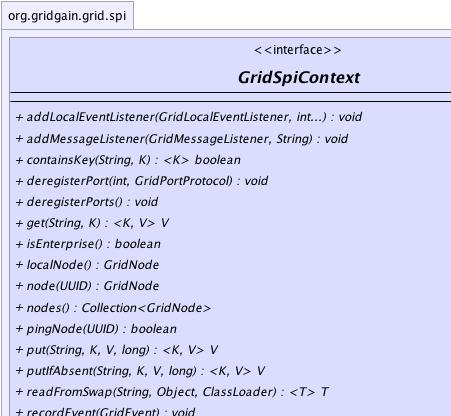 org.gridgain.grid.spi
<<interface>>
GridSpiContext
+ addLocalEventListener(GridLocalEventListener, int...) : void
+ addMessageListener(GridMessageListener, String) : void
+ containsKey(String, K) : <K> boolean
+ deregisterPort(int, GridPortProtocol) : void
+ deregisterPorts() : void
+ get(String, K) : <K, V> V
+ isEnterprise() : boolean
+ localNode() : GridNode
+ node(UUID) : GridNode
+ nodes() : Collection<GridNode>
+ pingNode(UUID) : boolean
+ put(String, K, V, long) : <K, V> V
+ putIfAbsent(String, K, V, long) : <K, V> V
+ readFromSwap(String, Object, ClassLoader) : <T> T
+ recordEvent(GridEvent) : void